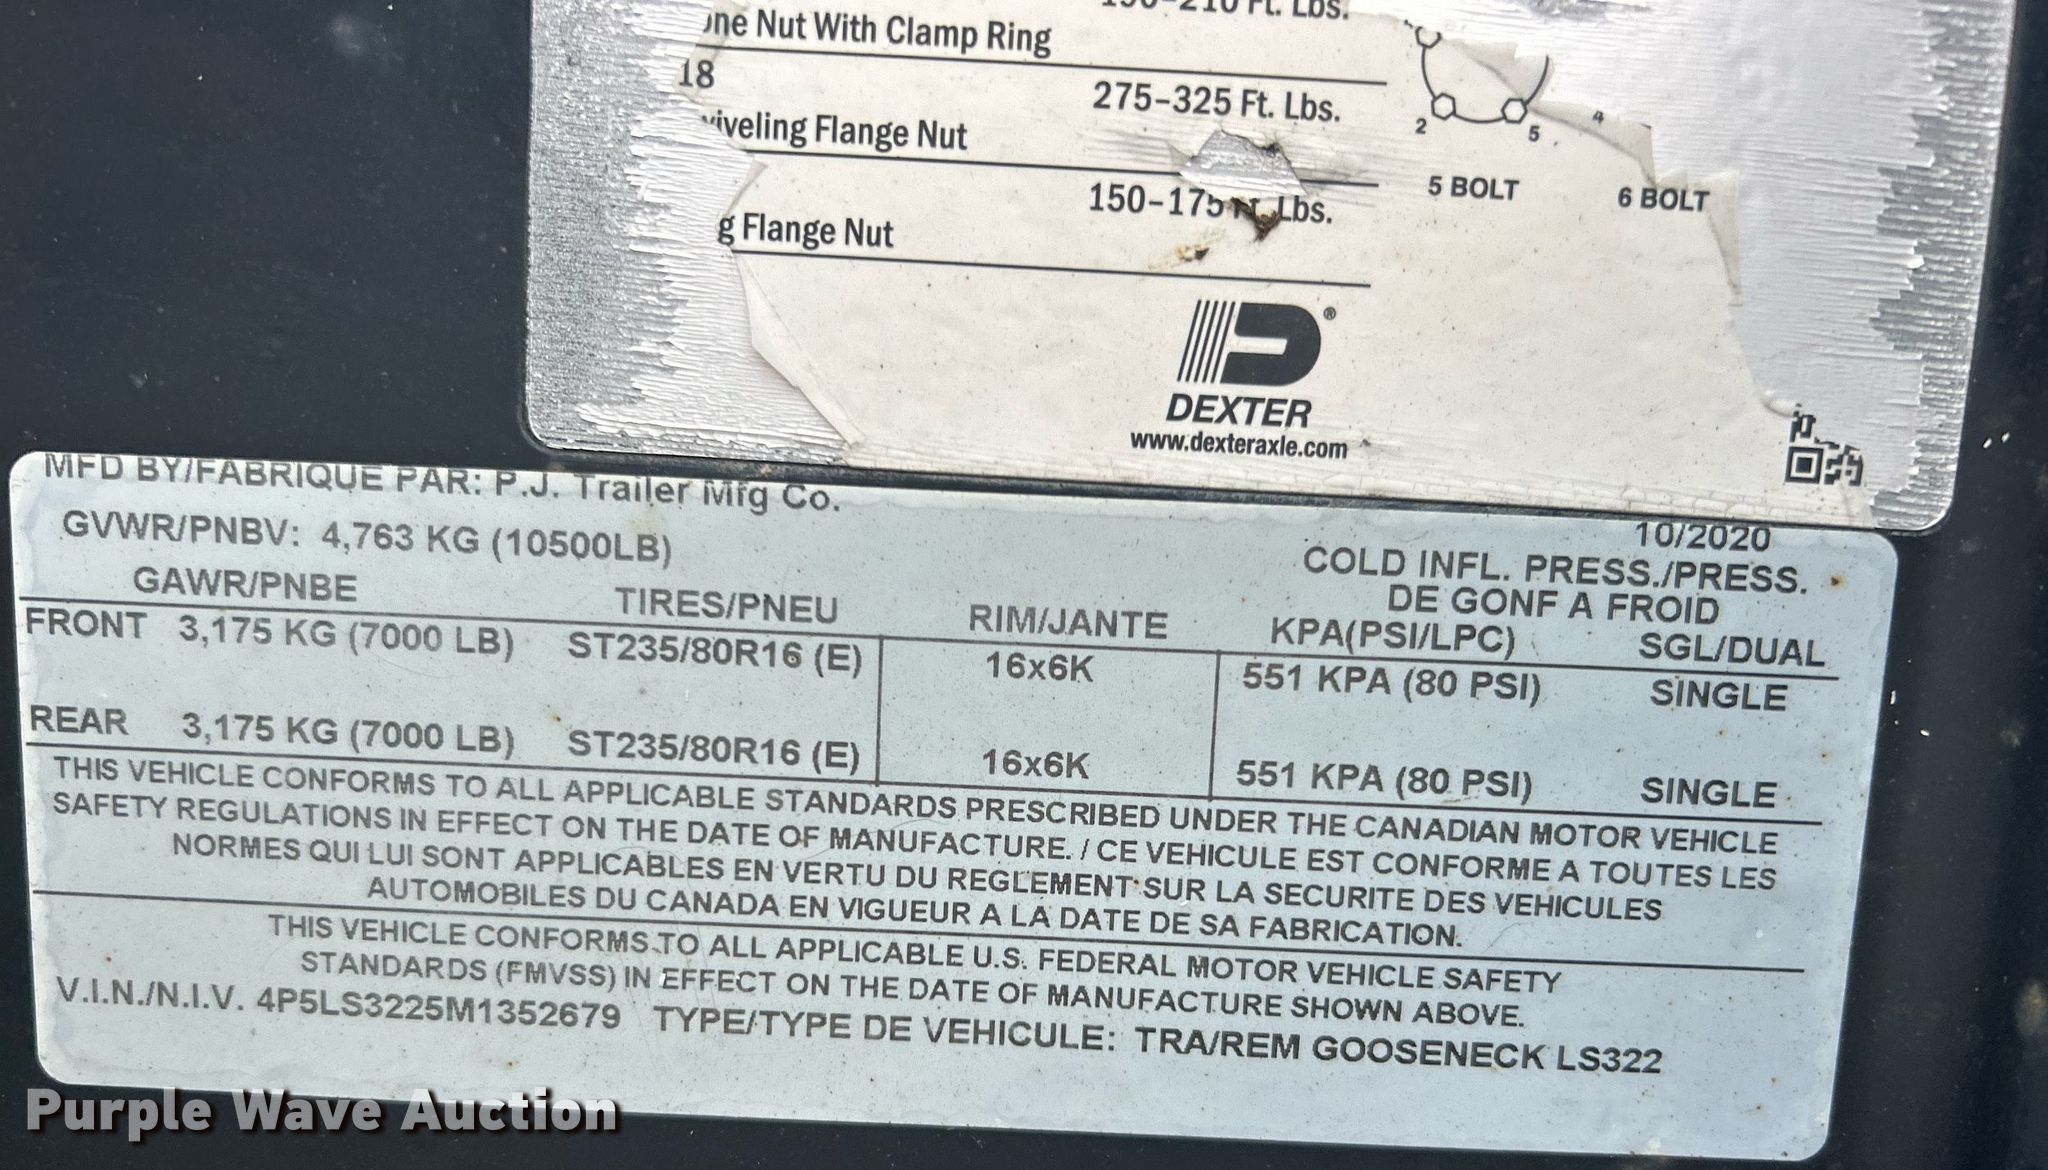 Ft. Lbs.
Nut With Clamp Ring
18
275-325 Ft. Lbs.
Flange Nut
2
5
4
150-175 Lbs.
5 BOLT
6 BOLT
Flange Nut
®
DEXTER
www.dexteraxle.com
MFD BY/FABRIQUE PAR: P.J. Trailer Mfg Co.
10/2020
GVWR/PNBV: 4,763 KG (10500LB)
COLD INFL. PRESS./PRESS.
DE GONF A FROID
GAWR/PNBE TIRES/PNEU RIM/JANTE KPA(PSI/LPC) SGL/DUAL
FRONT 3,175 KG (7000 LB) ST235/80R16 (E) 16x6K 551 KPA (80 PSI) SINGLE
REAR 3,175 KG (7000 LB) ST235/80R16 (E) 16x6K 551 KPA (80 PSI) SINGLE
THIS VEHICLE CONFORMS TO ALL APPLICABLE STANDARDS PRESCRIBED UNDER THE CANADIAN MOTOR VEHICLE
SAFETY REGULATIONS IN EFFECT ON THE DATE OF MANUFACTURE. / CE VEHICULE EST CONFORME A TOUTES LES
NORMES QUI LUI SONT APPLICABLES EN VERTU DU REGLEMENT SUR LA SECURITE DES VEHICULES
AUTOMOBILES DU CANADA EN VIGUEUR A LA DATE DE SA FABRICATION.
THIS VEHICLE CONFORMS TO ALL APPLICABLE U.S. FEDERAL MOTOR VEHICLE SAFETY
STANDARDS (FMVSS) IN EFFECT ON THE DATE OF MANUFACTURE SHOWN ABOVE.
V.I.N./N.I.V. 4P5LS3225M1352679 TYPE/TYPE DE VEHICULE: TRA/REM GOOSENECK LS322
Purple Wave Auction